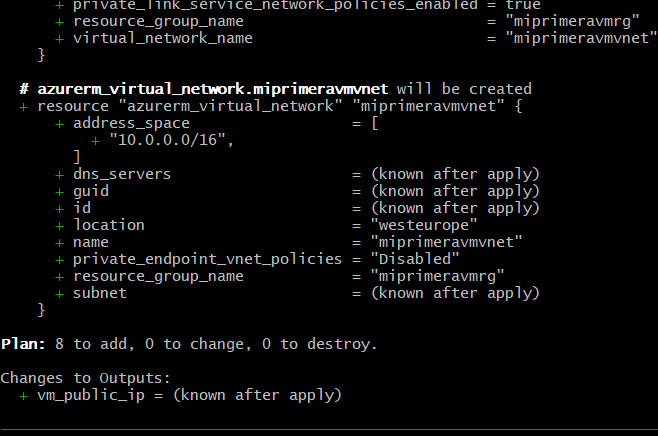 + private_link_service_network_policies_enabled = true
+ resource_group_name = "miprimeravmrg"
+ virtual_network_name = "miprimeravmvnet"
}
# azurerm_virtual_network.miprimeravmvnet will be created
+ resource "azurerm_virtual_network" "miprimeravmvnet" {
+ address_space = [
+ "10.0.0.0/16",
]
+ dns_servers = (known after apply)
+ guid = (known after apply)
+ id = (known after apply)
+ location = "westeurope"
+ name = "miprimeravmvnet"
+ private_endpoint_vnet_policies = "Disabled"
+ resource_group_name = "miprimeravmrg"
+ subnet = (known after apply)
}
Plan: 8 to add, 0 to change, 0 to destroy.
Changes to Outputs:
+ vm_public_ip = (known after apply)